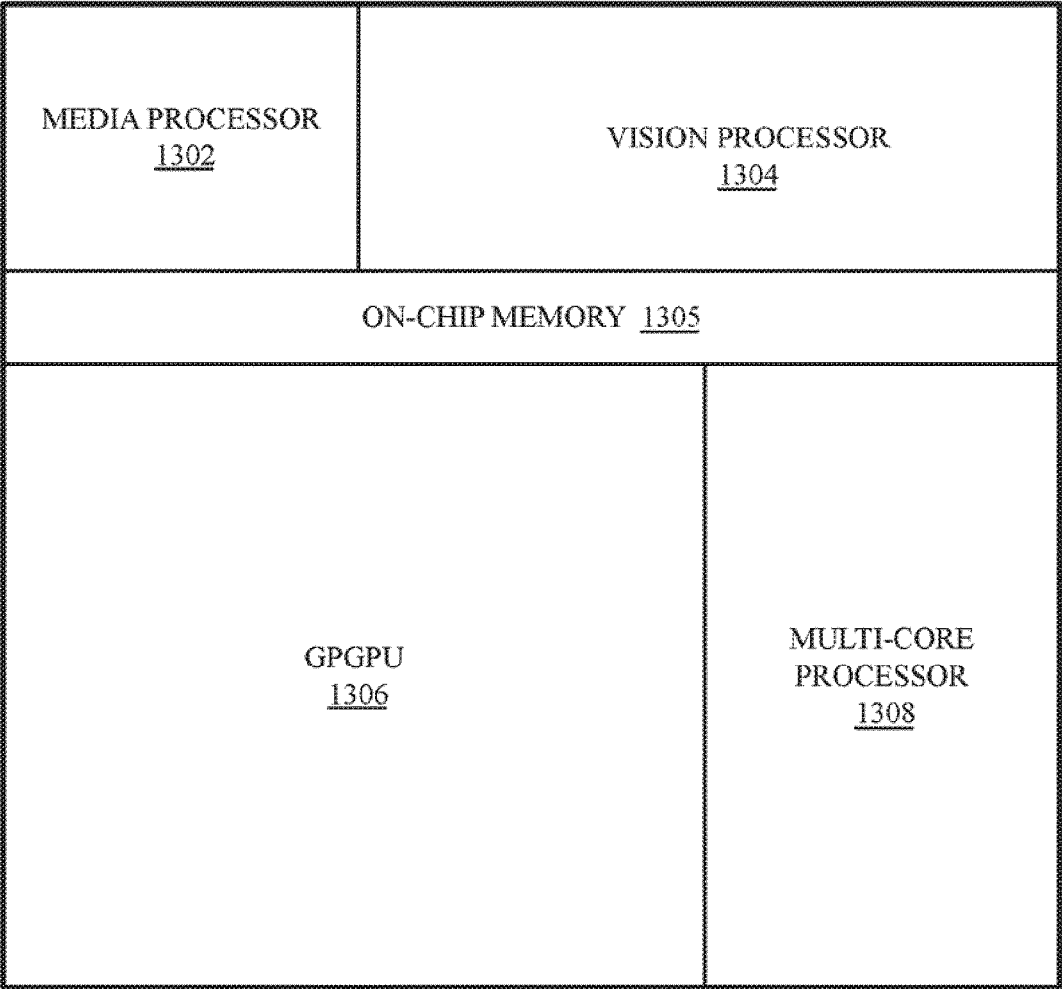 MEDIA PROCESSOR
1302
VISION PROCESSOR
1304
ON-CHIP MEMORY 1305
GPGPU
1306
MULTI-CORE
PROCESSOR
1308